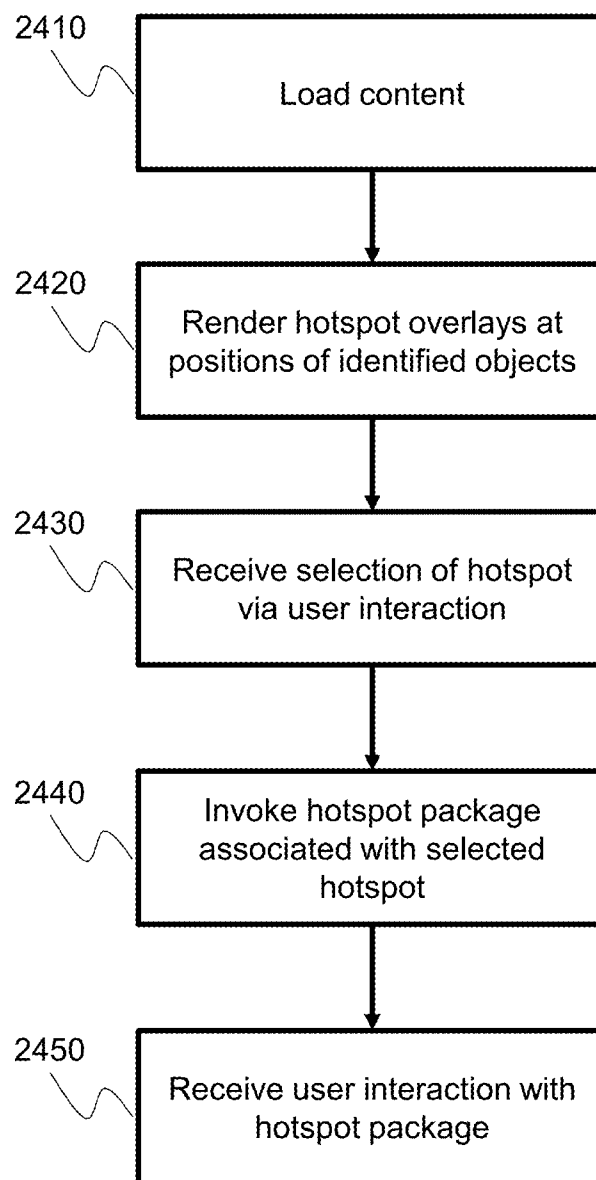 2410
Load content
2420
Render hotspot overlays at
positions of identified objects
2430
Receive selection of hotspot
via user interaction
2440
Invoke hotspot package
associated with selected
hotspot
2450
Receive user interaction with
hotspot package